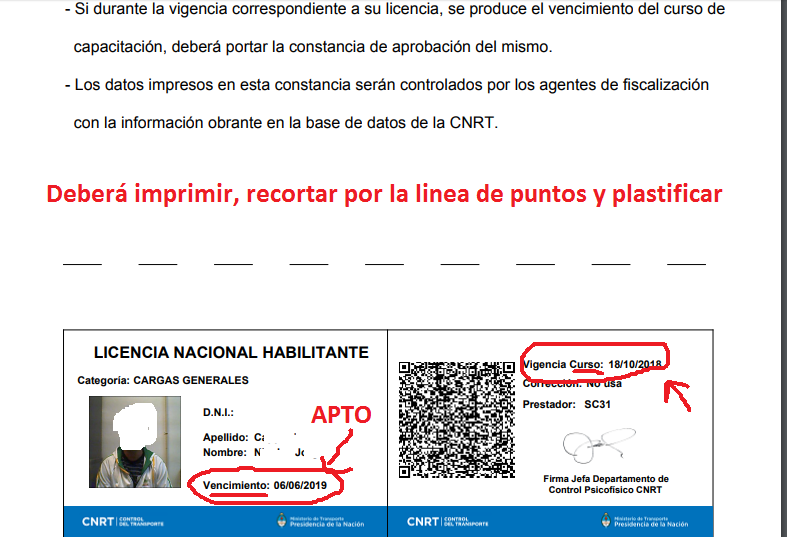 - Si durante la vigencia correspondiente a su licencia, se produce el vencimiento del curso de
capacitación, deberá portar la constancia de aprobación del mismo.
- Los datos impresos en esta constancia serán controlados por los agentes de fiscalización
con la información obrante en la base de datos de la CNRT.
Deberá imprimir, recortar por la linea de puntos y plastificar
LICENCIA NACIONAL HABILITANTE
Categoría: CARGAS GENERALES
D.N.I.:
APTO
Apellido:
Nombre:
Vencimiento: 06/06/2019
CNRT CONTROL
DEL TRANSPORTE
Ministerio de Transporte
Presidencia de la Nación
Vigencia Curso: 18/10/2018
Corrección: No usa
Prestador: SC31
Firma Jefa Departamento de
Control Psicofísico CNRT
CNRT CONTROL
DEL TRANSPORTE
Ministerio de Transporte
Presidencia de la Nación